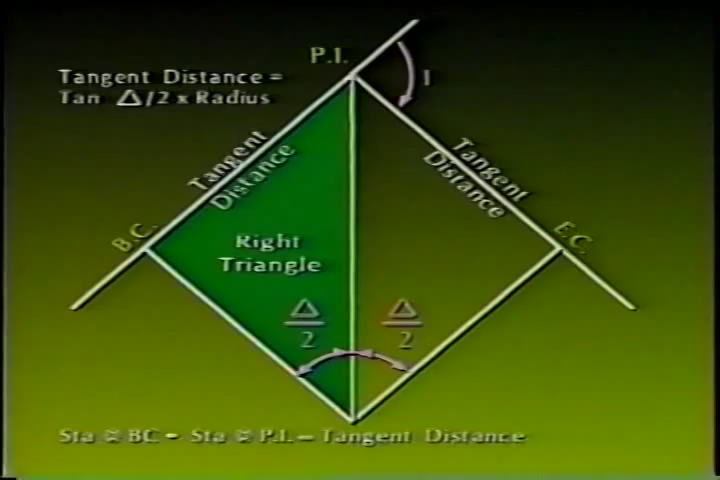 P.I.
Tangent Distance =
Tan Δ/2 x Radius
I
Tangent
Distance
Tangent
Distance
B.C.
E.C.
Right
Triangle
Δ
2
Δ
2
Sta @ BC = Sta @ P.I. – Tangent Distance